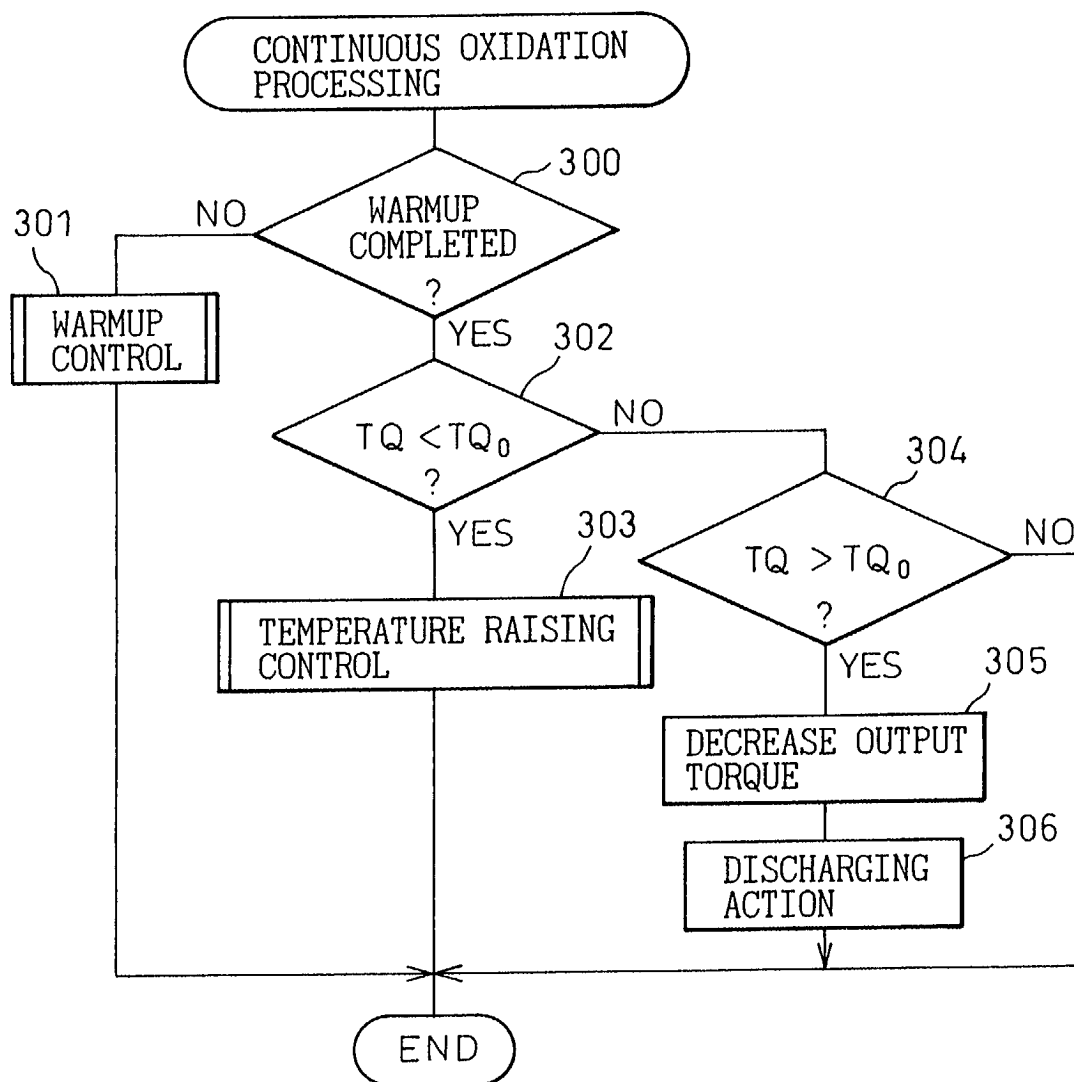 CONTINUOUS OXIDATION
PROCESSING
300
WARMUP
COMPLETED
?
NO
301
WARMUP
CONTROL
YES
302
TQ < TQ₀
?
NO
304
YES
303
TQ > TQ₀
?
NO
TEMPERATURE RAISING
CONTROL
YES
305
DECREASE OUTPUT
TORQUE
306
DISCHARGING
ACTION
END